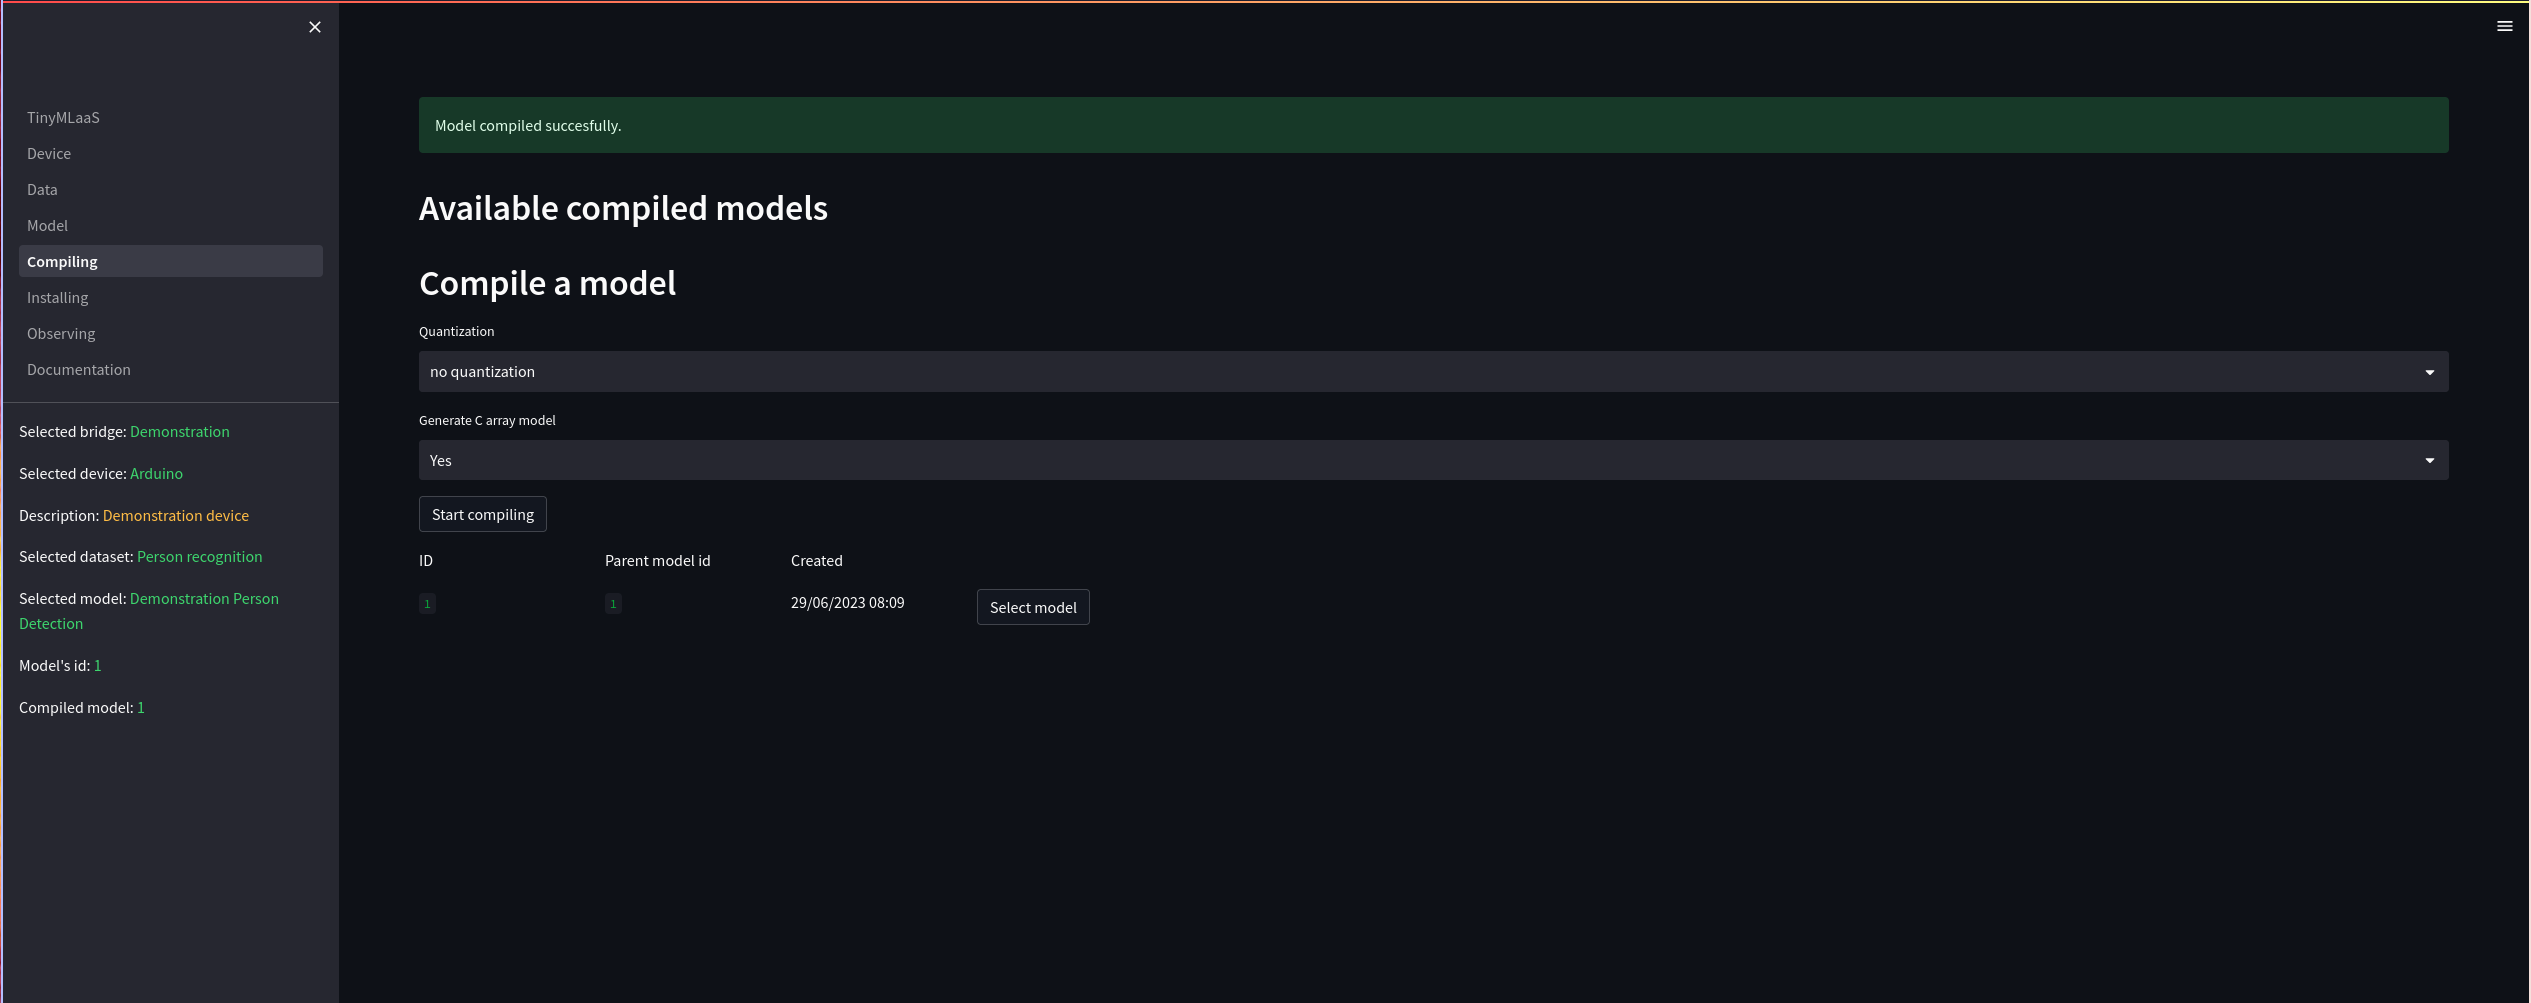 TinyMLaaS
Device
Data
Model
Compiling
Installing
Observing
Documentation
Selected bridge: Demonstration
Selected device: Arduino
Description: Demonstration device
Selected dataset: Person recognition
Selected model: Demonstration Person
Detection
Model's id: 1
Compiled model: 1
Model compiled succesfully.
Available compiled models
Compile a model
Quantization
no quantization
Generate C array model
Yes
Start compiling
ID Parent model id Created
1 1 29/06/2023 08:09 Select model